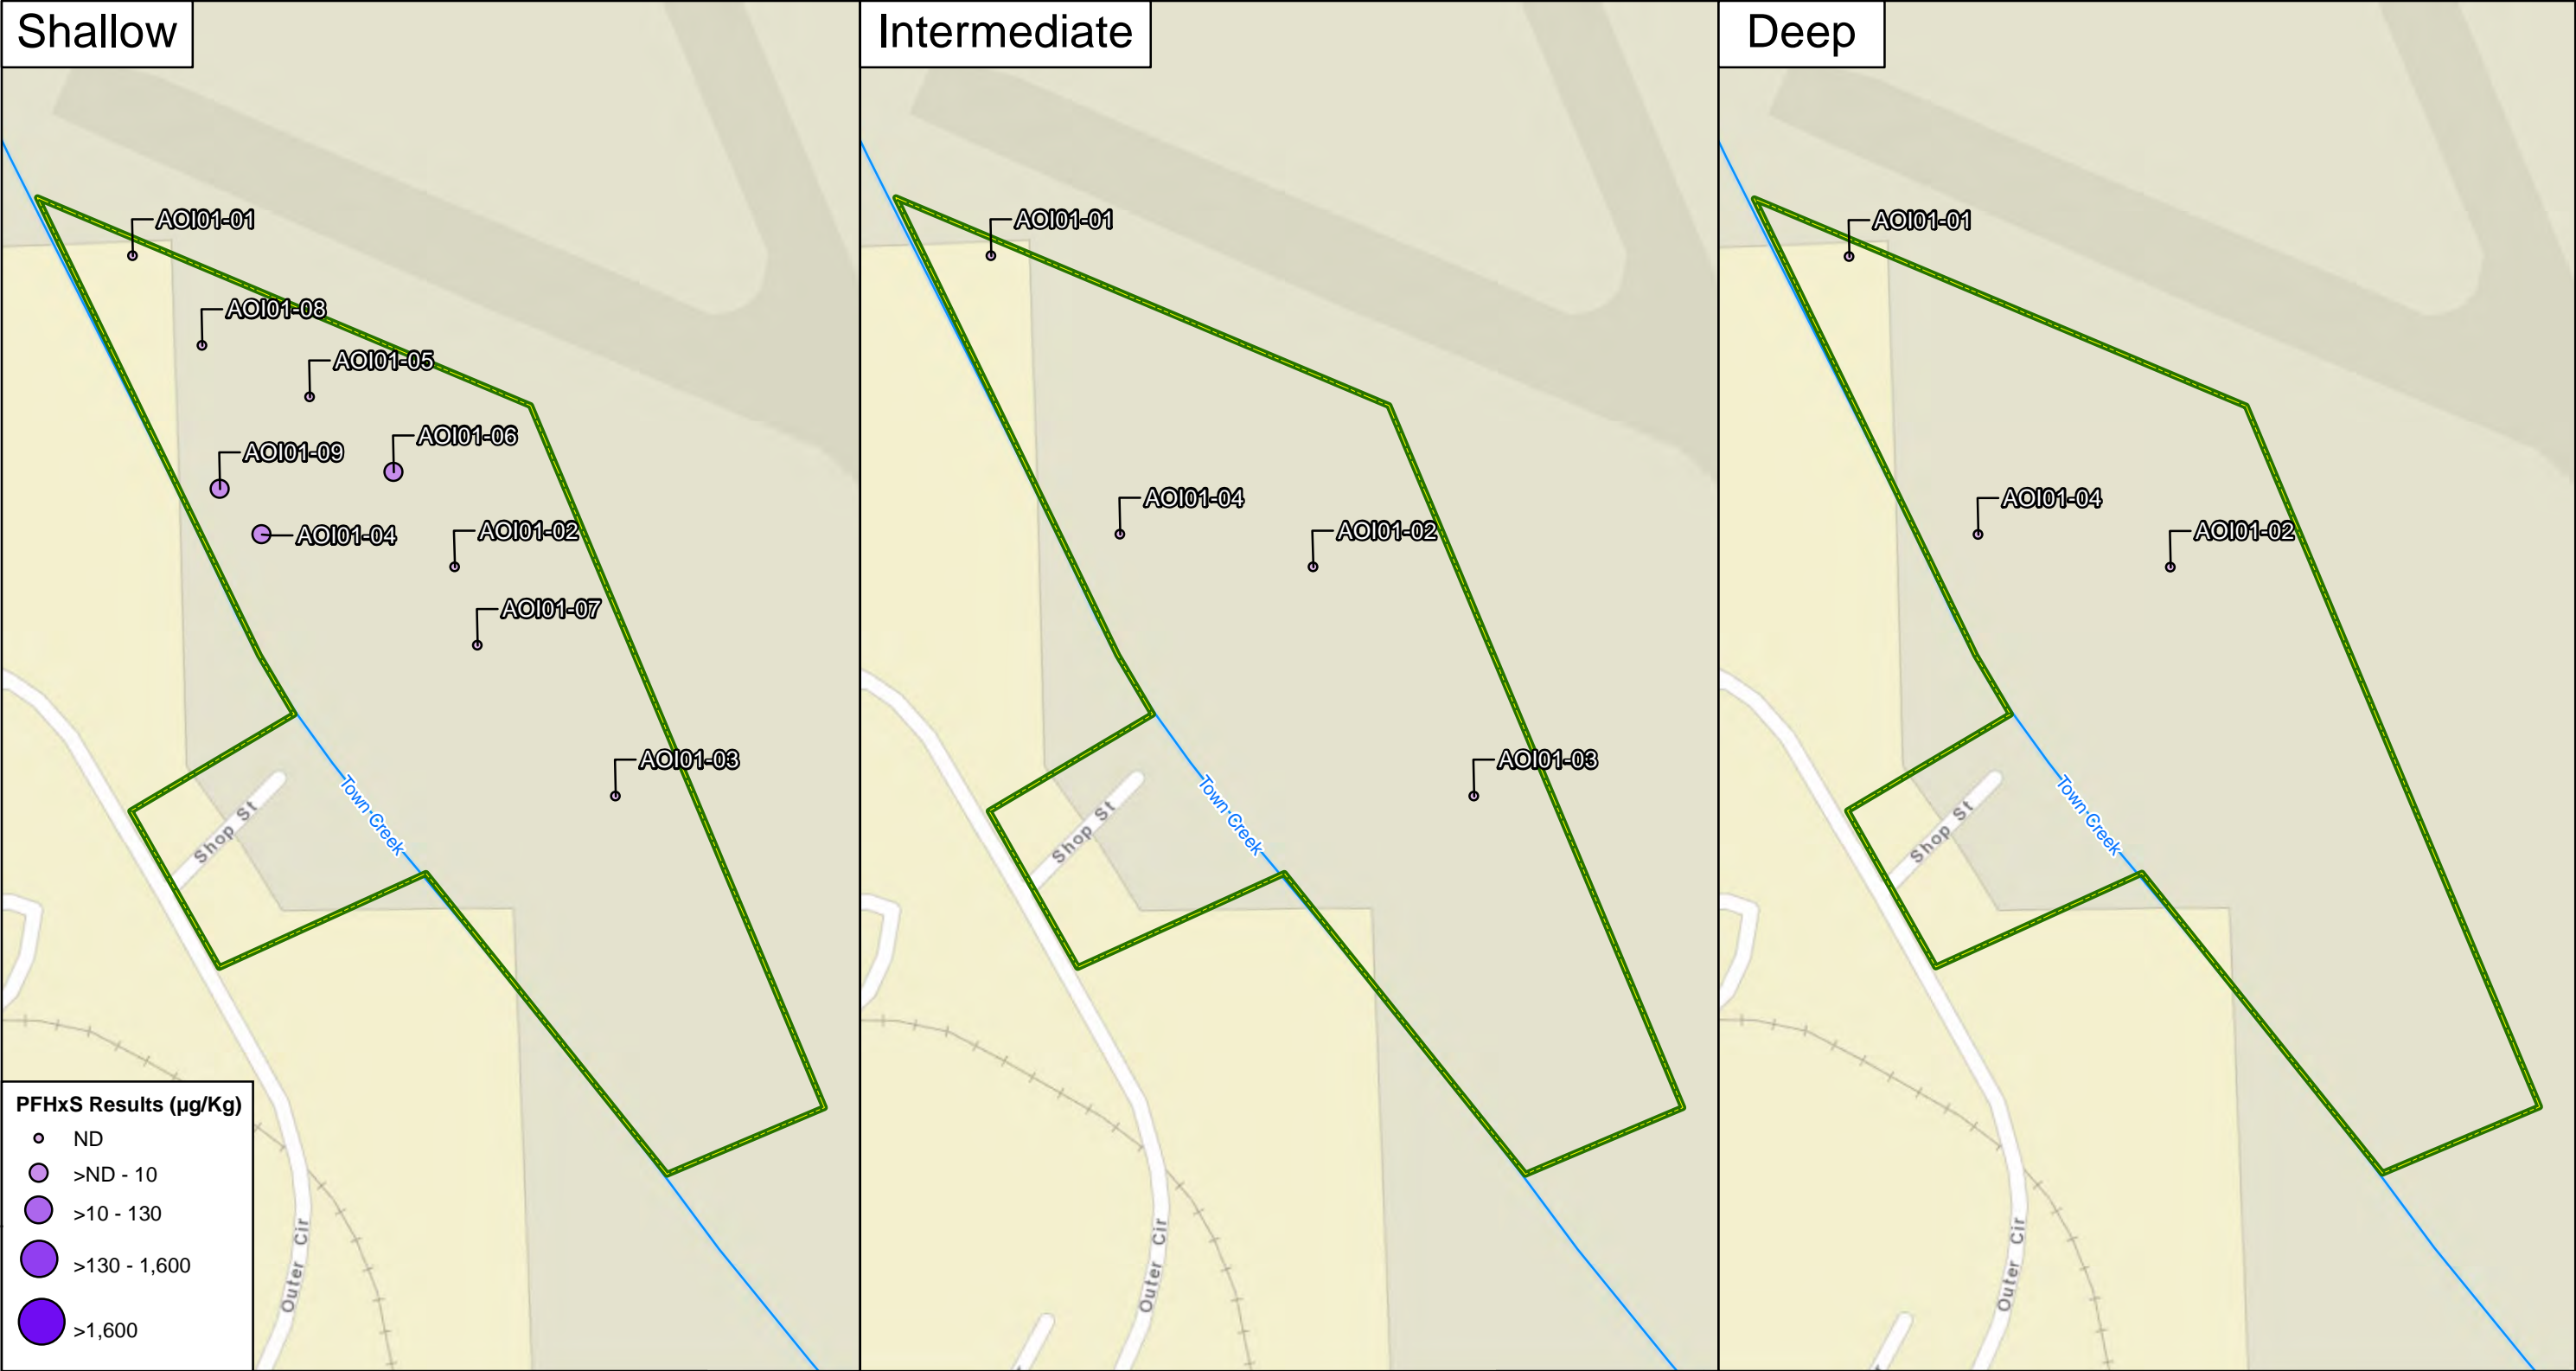 Shallow
AOI01-01
AOI01-08
AOI01-05
AOI01-06
AOI01-09
AOI01-04
AOI01-02
AOI01-07
AOI01-03
Town Creek
Shop St
Outer Cir
PFHxS Results (µg/Kg)
ND
>ND - 10
>10 - 130
>130 - 1,600
>1,600
Intermediate
AOI01-01
AOI01-04
AOI01-02
AOI01-03
Town Creek
Shop St
Outer Cir
Deep
AOI01-01
AOI01-04
AOI01-02
Town Creek
Shop St
Outer Cir